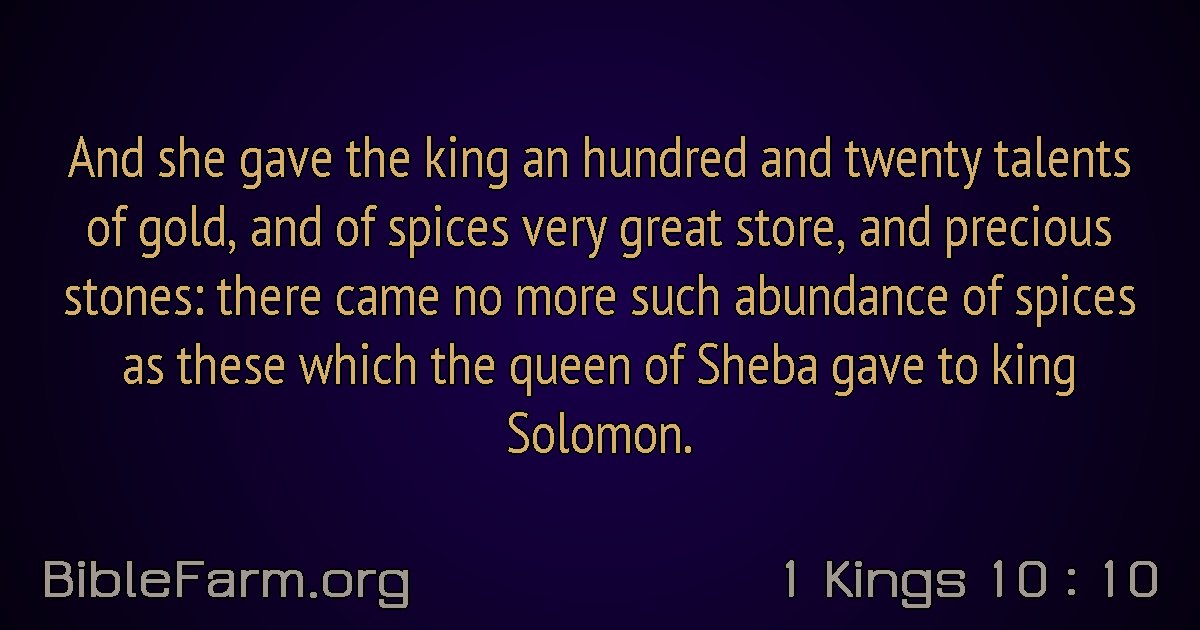 And she gave the king an hundred and twenty talents
of gold, and of spices very great store, and precious
stones: there came no more such abundance of spices
as these which the queen of Sheba gave to king
Solomon.
BibleFarm.org
1 Kings 10 : 10